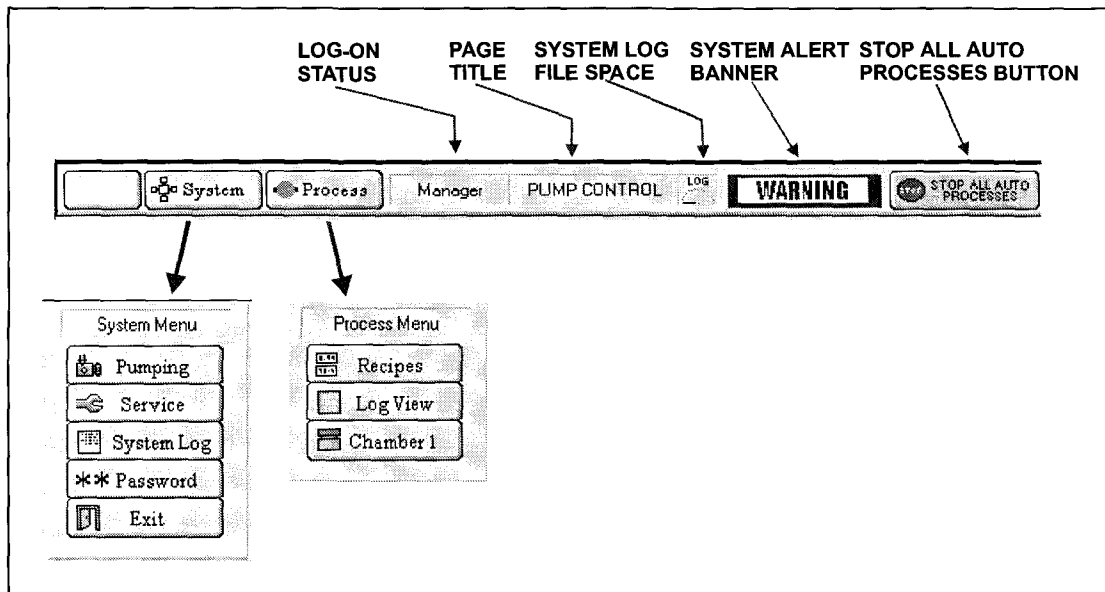 LOG-ON STATUS
PAGE TITLE
SYSTEM LOG FILE SPACE
SYSTEM ALERT BANNER
STOP ALL AUTO PROCESSES BUTTON
System
Process
Manager
PUMP CONTROL
LOG
WARNING
STOP ALL AUTO
PROCESSES
System Menu
Pumping
Service
System Log
** Password
Exit
Process Menu
Recipes
Log View
Chamber 1